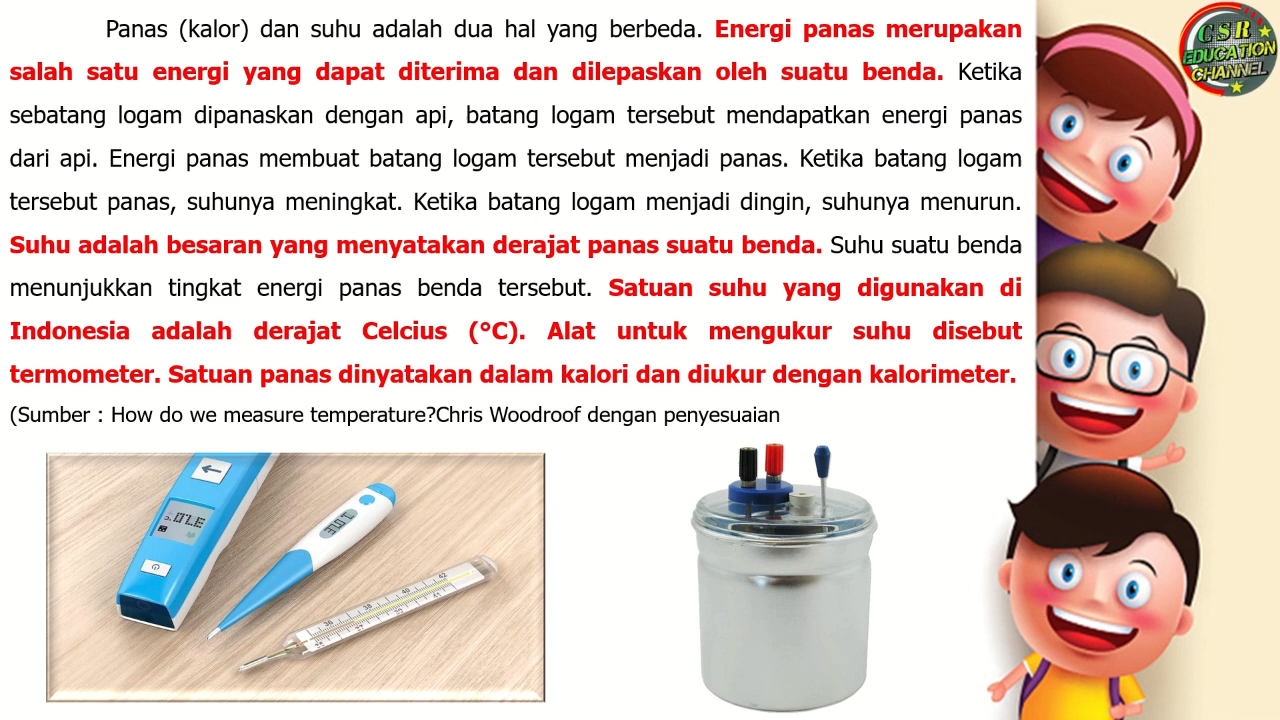 Panas (kalor) dan suhu adalah dua hal yang berbeda. Energi panas merupakan
salah satu energi yang dapat diterima dan dilepaskan oleh suatu benda. Ketika
sebatang logam dipanaskan dengan api, batang logam tersebut mendapatkan energi panas
dari api. Energi panas membuat batang logam tersebut menjadi panas. Ketika batang logam
tersebut panas, suhunya meningkat. Ketika batang logam menjadi dingin, suhunya menurun.
Suhu adalah besaran yang menyatakan derajat panas suatu benda. Suhu suatu benda
menunjukkan tingkat energi panas benda tersebut. Satuan suhu yang digunakan di
Indonesia adalah derajat Celcius (°C). Alat untuk mengukur suhu disebut
termometer. Satuan panas dinyatakan dalam kalori dan diukur dengan kalorimeter.
(Sumber : How do we measure temperature?Chris Woodroof dengan penyesuaian
CSR
EDUCATION
CHANNEL
37.0
38
40
42